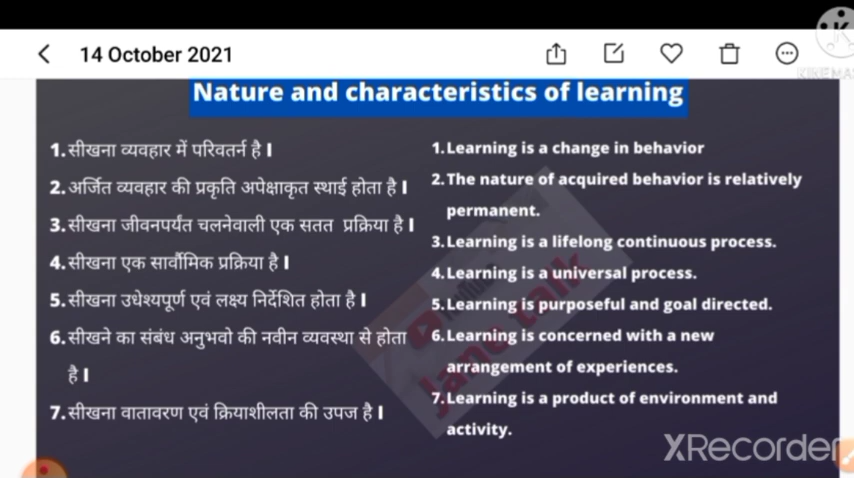 14 October 2021
KINEMA
Nature and characteristics of learning
1.सीखना व्यवहार में परिवतर्न है I
2.अर्जित व्यवहार की प्रकृति अपेक्षाकृत स्थाई होता है I
3.सीखना जीवनपर्यंत चलनेवाली एक सतत प्रक्रिया है I
4.सीखना एक सार्वौमिक प्रक्रिया है I
5.सीखना उधेश्यपूर्ण एवं लक्ष्य निर्देशित होता है I
6.सीखने का संबंध अनुभवो की नवीन व्यवस्था से होता
है I
7.सीखना वातावरण एवं क्रियाशीलता की उपज है I
1.Learning is a change in behavior
2.The nature of acquired behavior is relatively
permanent.
3.Learning is a lifelong continuous process.
4.Learning is a universal process.
5.Learning is purposeful and goal directed.
6.Learning is concerned with a new
arrangement of experiences.
7.Learning is a product of environment and
activity.
talk
XRecorder